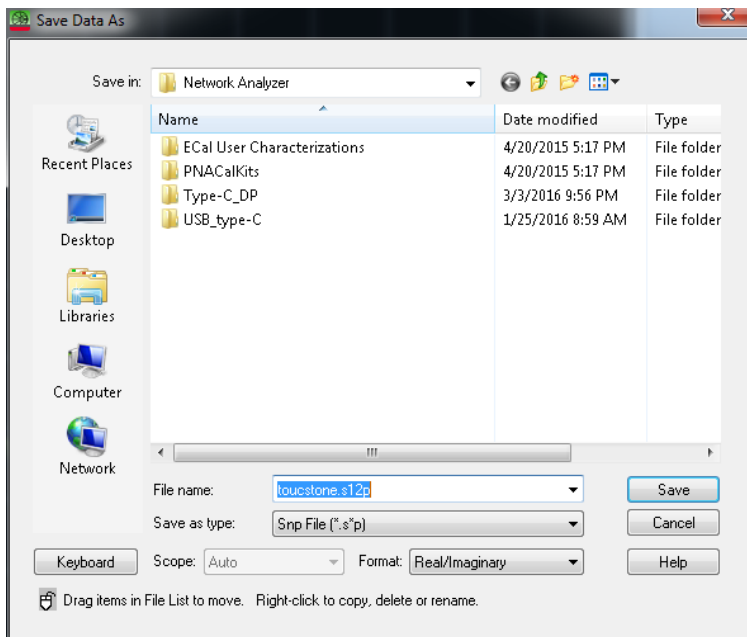 Save Data As
Save in: Network Analyzer
Name Date modified Type
ECal User Characterizations 4/20/2015 5:17 PM File folder
PNACalKits 4/20/2015 5:17 PM File folder
Type-C_DP 3/3/2016 9:56 PM File folder
USB_type-C 1/25/2016 8:59 AM File folder
Recent Places
Desktop
Libraries
Computer
Network
File name: toucstone.s12p Save
Save as type: Snp File (*.s*p) Cancel
Keyboard Scope: Auto Format: Real/Imaginary Help
Drag items in File List to move. Right-click to copy, delete or rename.